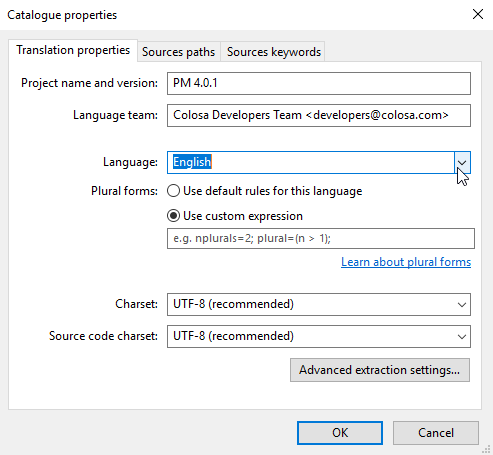 Catalogue properties
Translation properties Sources paths Sources keywords
Project name and version: PM 4.0.1
Language team: Colosa Developers Team <developers@colosa.com>
Language: English
Plural forms: Use default rules for this language
Use custom expression
e.g. nplurals=2; plural=(n > 1);
Learn about plural forms
Charset: UTF-8 (recommended)
Source code charset: UTF-8 (recommended)
Advanced extraction settings...
OK Cancel